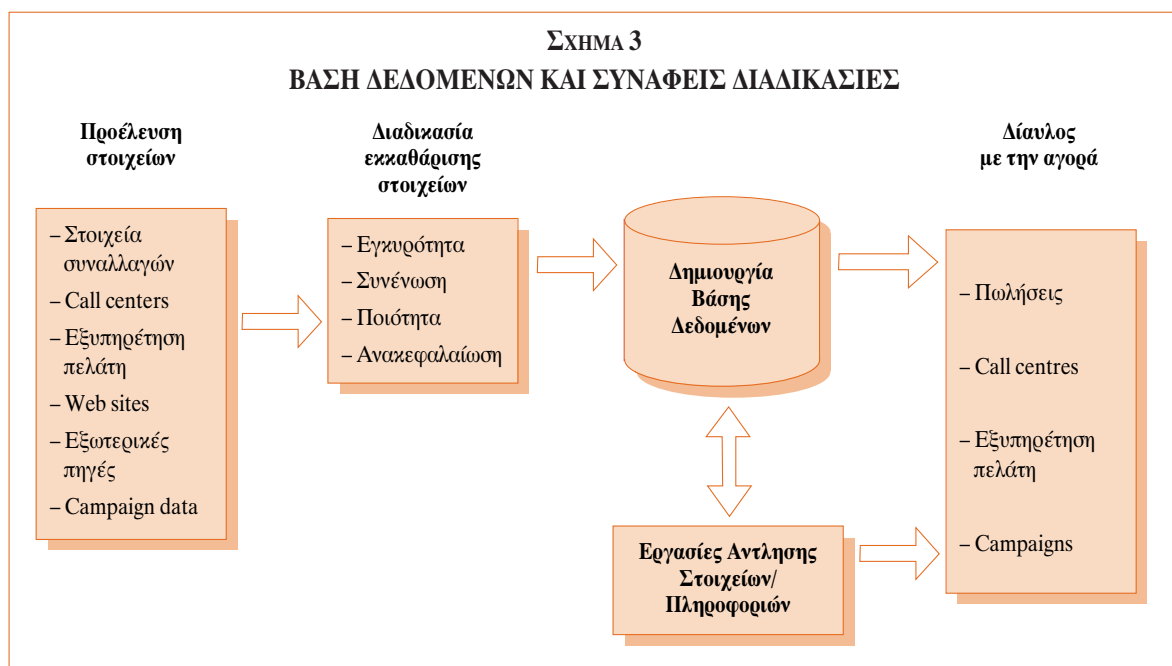 ΣΧΗΜΑ 3
ΒΑΣΗ ΔΕΔΟΜΕΝΩΝ ΚΑΙ ΣΥΝΑΦΕΙΣ ΔΙΑΔΙΚΑΣΙΕΣ
Προέλευση
στοιχείων
– Στοιχεία
συναλλαγών
– Call centers
– Εξυπηρέτηση
πελάτη
– Web sites
– Εξωτερικές
πηγές
– Campaign data
Διαδικασία
εκκαθάρισης
στοιχείων
– Εγκυρότητα
– Συνένωση
– Ποιότητα
– Ανακεφαλαίωση
Δημιουργία
Βάσης
Δεδομένων
Εργασίες Αντλησης
Στοιχείων/
Πληροφοριών
Δίαυλος
με την αγορά
– Πωλήσεις
– Call centres
– Εξυπηρέτηση
πελάτη
– Campaigns